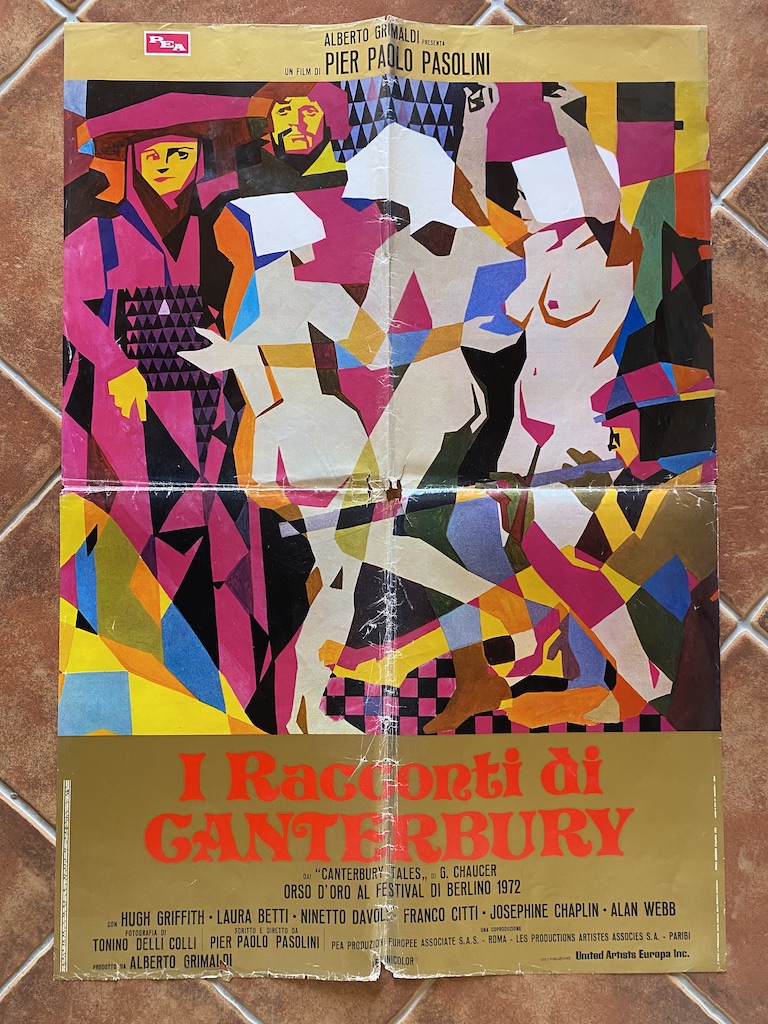 PEA
ALBERTO GRIMALDI PRESENTA
UN FILM DI PIER PAOLO PASOLINI
I Racconti di
CANTERBURY
DAI "CANTERBURY TALES„ DI G. CHAUCER
ORSO D'ORO AL FESTIVAL DI BERLINO 1972
CON HUGH GRIFFITH • LAURA BETTI • NINETTO DAVOLI FRANCO CITTI • JOSEPHINE CHAPLIN • ALAN WEBB
FOTOGRAFIA DI
TONINO DELLI COLLI
SCRITTO E DIRETTO DA
PIER PAOLO PASOLINI
UNA COPRODUZIONE
PEA PRODUZIONI EUROPEE ASSOCIATE S.A.S. - ROMA - LES PRODUCTIONS ARTISTES ASSOCIES S.A. - PARIGI
PRODOTTO DA ALBERTO GRIMALDI
United Artists Europa Inc.